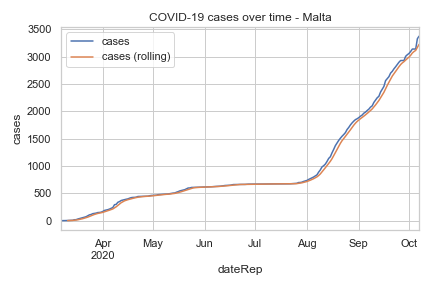 COVID-19 cases over time - Malta
cases
cases (rolling)
3500
3000
2500
2000
1500
1000
500
0
cases
Apr
2020
May
Jun
Jul
Aug
Sep
Oct
dateRep